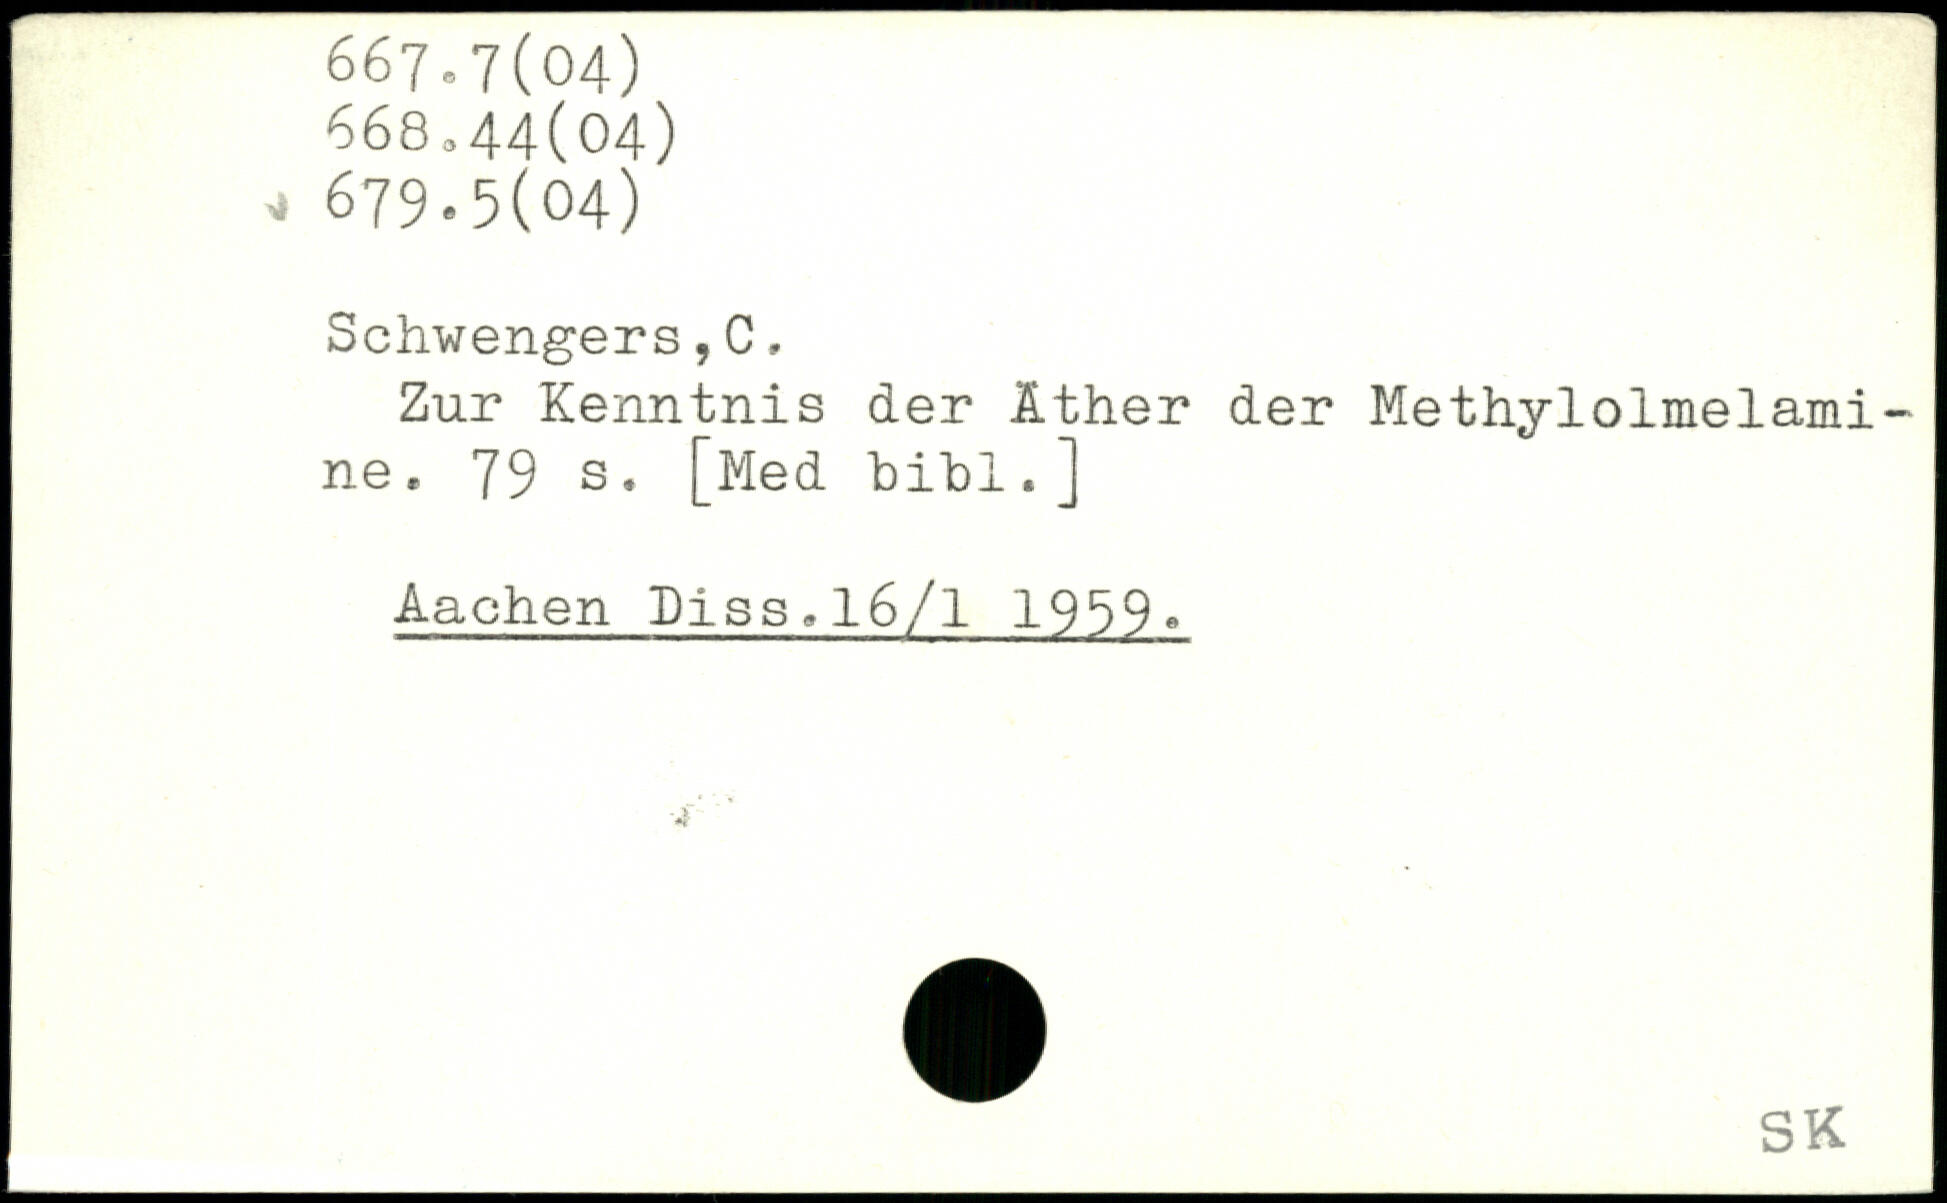 667.7(04)
668.44(04)
679.5(04)
Schwengers,C.
Zur Kenntnis der Äther der Methylolmelami-
ne. 79 s. [Med bibl.]
Aachen Diss.16/1 1959.
SK